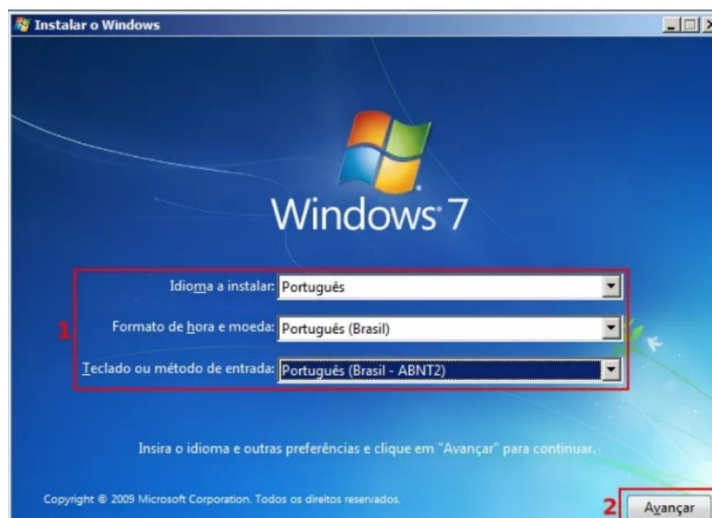 Instalar o Windows
Windows 7
Idioma a instalar: Português
1
Formato de hora e moeda: Português (Brasil)
Teclado ou método de entrada: Português (Brasil - ABNT2)
Insira o idioma e outras preferências e clique em "Avançar" para continuar.
Copyright © 2009 Microsoft Corporation. Todos os direitos reservados.
2 Avançar